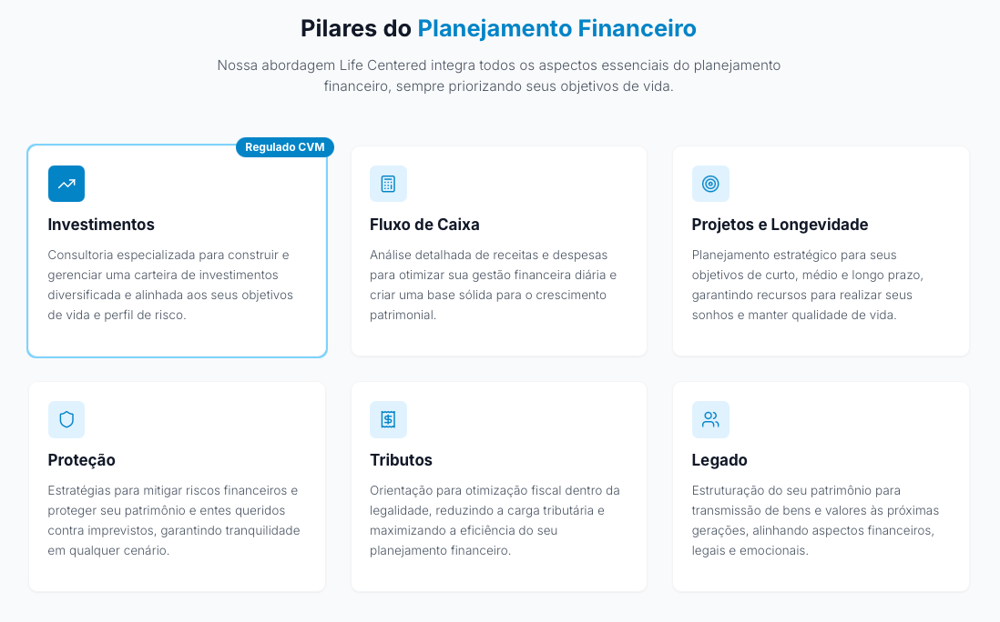 Pilares do Planejamento Financeiro
Nossa abordagem Life Centered integra todos os aspectos essenciais do planejamento
financeiro, sempre priorizando seus objetivos de vida.
Regulado CVM
Investimentos
Consultoria especializada para construir e
gerenciar uma carteira de investimentos
diversificada e alinhada aos seus objetivos
de vida e perfil de risco.
Fluxo de Caixa
Análise detalhada de receitas e despesas
para otimizar sua gestão financeira diária e
criar uma base sólida para o crescimento
patrimonial.
Projetos e Longevidade
Planejamento estratégico para seus
objetivos de curto, médio e longo prazo,
garantindo recursos para realizar seus
sonhos e manter qualidade de vida.
Proteção
Estratégias para mitigar riscos financeiros e
proteger seu patrimônio e entes queridos
contra imprevistos, garantindo tranquilidade
em qualquer cenário.
Tributos
Orientação para otimização fiscal dentro da
legalidade, reduzindo a carga tributária e
maximizando a eficiência do seu
planejamento financeiro.
Legado
Estruturação do seu patrimônio para
transmissão de bens e valores às próximas
gerações, alinhando aspectos financeiros,
legais e emocionais.